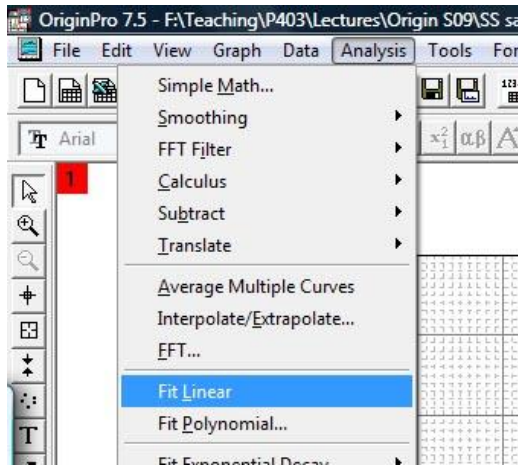 OriginPro 7.5 - F:\Teaching\P403\Lectures\Origin S09\SS sa
File Edit View Graph Data Analysis Tools For
Simple Math...
Smoothing
FFT Filter
Calculus
Subtract
Translate
Average Multiple Curves
Interpolate/Extrapolate...
FFT...
Fit Linear
Fit Polynomial...
Fit Exponential Decay
Arial
1
αβ
T